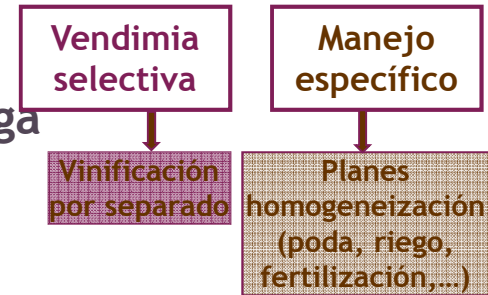 Vendimia
selectiva
Manejo
específico
ga
Vinificación
por separado
Planes
homogeneización
(poda, riego,
fertilización,…)